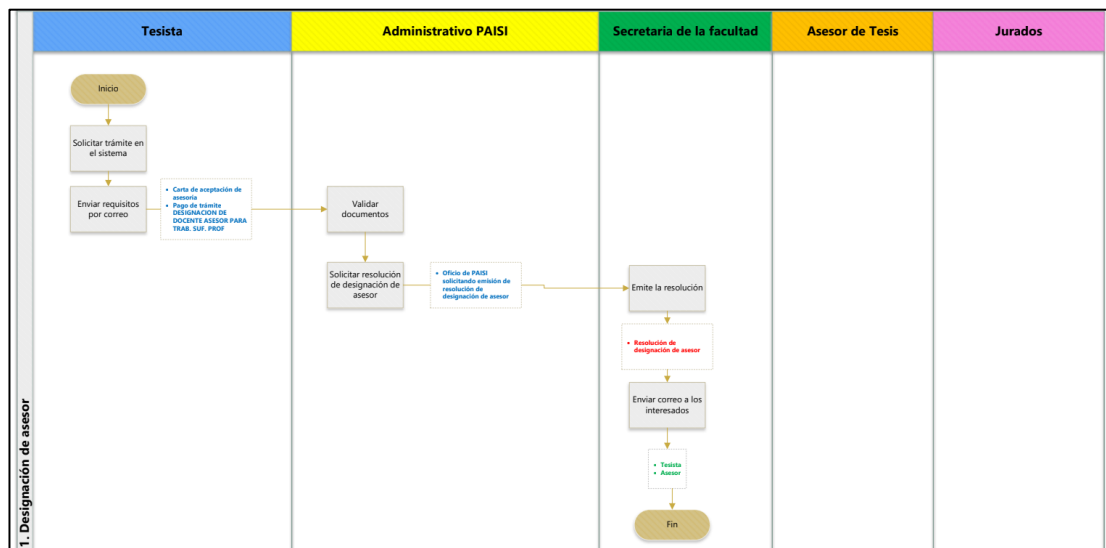 Tesista
Administrativo PAISI
Secretaria de la facultad
Asesor de Tesis
Jurados
1. Designación de asesor
Inicio
Solicitar trámite en
el sistema
Enviar requisitos
por correo
• Carta de aceptación de
asesoria
• Pago de trámite
DESIGNACION DE
DOCENTE ASESOR PARA
TRAB. SUF. PROF
Validar
documentos
Solicitar resolución
de designación de
asesor
• Oficio de PAISI
solicitando emisión de
resolución de
designación de asesor
Emite la resolución
• Resolución de
designación de asesor
Enviar correo a los
interesados
• Tesista
• Asesor
Fin